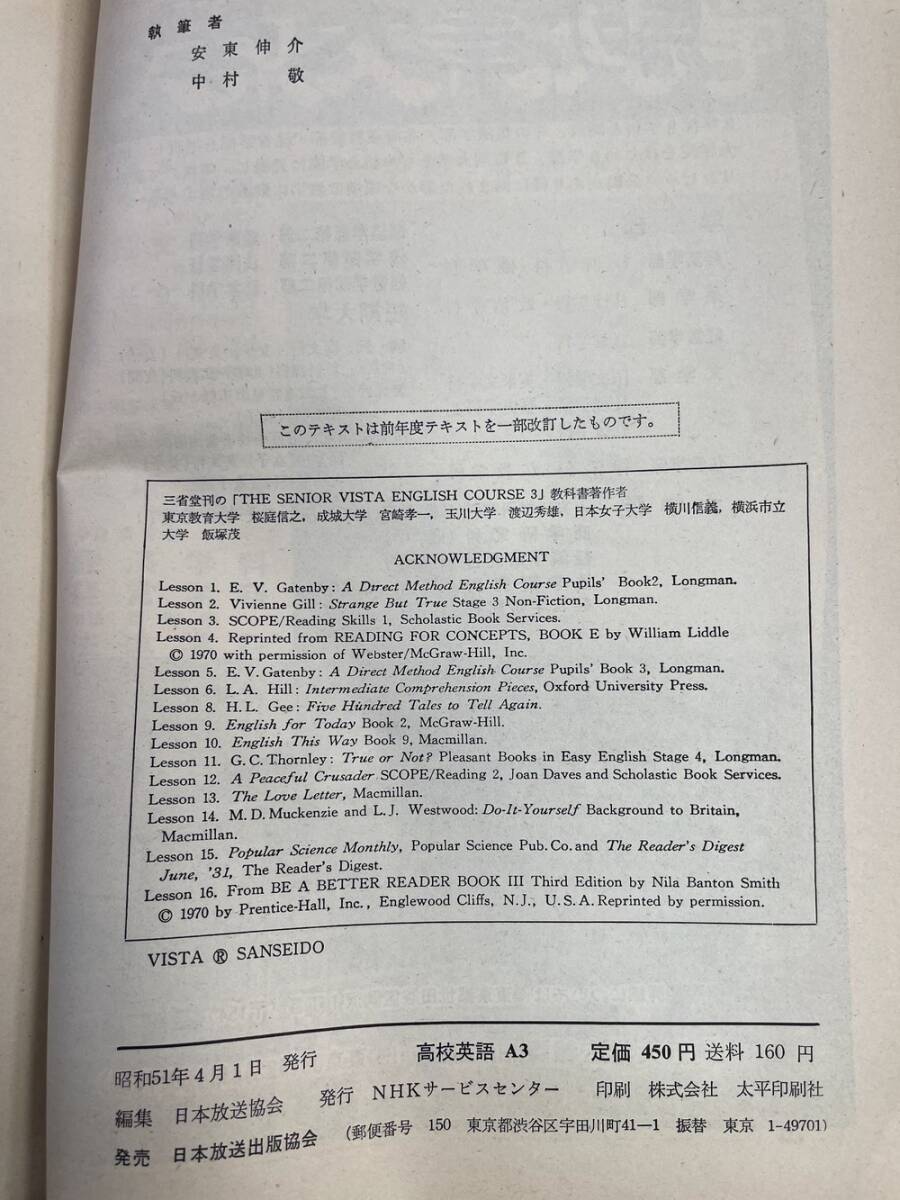 執筆者
安東伸介
中村 敬
このテキストは前年度テキストを一部改訂したものです。
三省堂刊の「THE SENIOR VISTA ENGLISH COURSE 3」教科書著作者
東京教育大学 桜庭信之, 成城大学 宮崎孝一, 玉川大学 渡辺秀雄, 日本女子大学 横川信義, 横浜市立
大学 飯塚茂
ACKNOWLEDGMENT
Lesson 1. E. V. Gatenby: A Direct Method English Course Pupils' Book2, Longman.
Lesson 2. Vivienne Gill: Strange But True Stage 3 Non-Fiction, Longman.
Lesson 3. SCOPE/Reading Skills 1, Scholastic Book Services.
Lesson 4. Reprinted from READING FOR CONCEPTS, BOOK E by William Liddle
© 1970 with permission of Webster/McGraw-Hill, Inc.
Lesson 5. E. V. Gatenby: A Direct Method English Course Pupils' Book 3, Longman.
Lesson 6. L. A. Hill: Intermediate Comprehension Pieces, Oxford University Press.
Lesson 8. H. L. Gee: Five Hundred Tales to Tell Again.
Lesson 9. English for Today Book 2, McGraw-Hill.
Lesson 10. English This Way Book 9, Macmillan.
Lesson 11. G. C. Thornley: True or Not? Pleasant Books in Easy English Stage 4, Longman.
Lesson 12. A Peaceful Crusader SCOPE/Reading 2, Joan Daves and Scholastic Book Services.
Lesson 13. The Love Letter, Macmillan.
Lesson 14. M. D. Muckenzie and L. J. Westwood: Do-It-Yourself Background to Britain,
Macmillan.
Lesson 15. Popular Science Monthly, Popular Science Pub. Co. and The Reader's Digest
June, '31, The Reader's Digest.
Lesson 16. From BE A BETTER READER BOOK III Third Edition by Nila Banton Smith
© 1970 by Prentice-Hall, Inc., Englewood Cliffs, N. J., U. S. A. Reprinted by permission.
VISTA ® SANSEIDO
昭和51年4月1日 発行 高校英語 A3 定価 450円 送料 160 円
編集 日本放送協会 発行 NHKサービスセンター 印刷 株式会社 太平印刷社
発売 日本放送出版協会 (郵便番号 150 東京都渋谷区宇田川町41―1 振替 東京 1-49701)